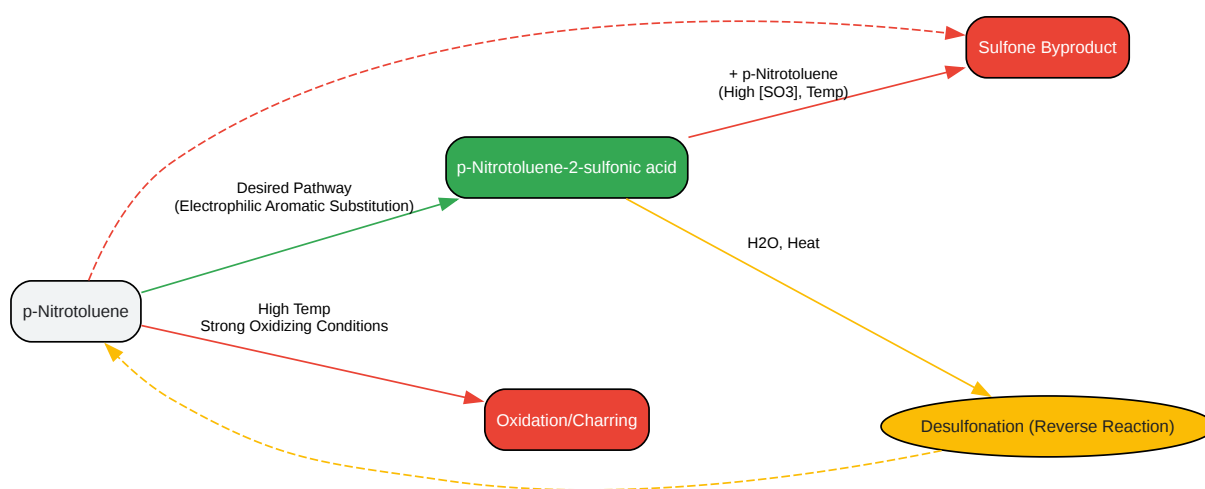 Sulfone Byproduct
+ p-Nitrotoluene
(High [SO3], Temp)
p-Nitrotoluene-2-sulfonic acid
Desired Pathway
(Electrophilic Aromatic Substitution)
H2O, Heat
p-Nitrotoluene
High Temp
Strong Oxidizing Conditions
Oxidation/Charring
Desulfonation (Reverse Reaction)